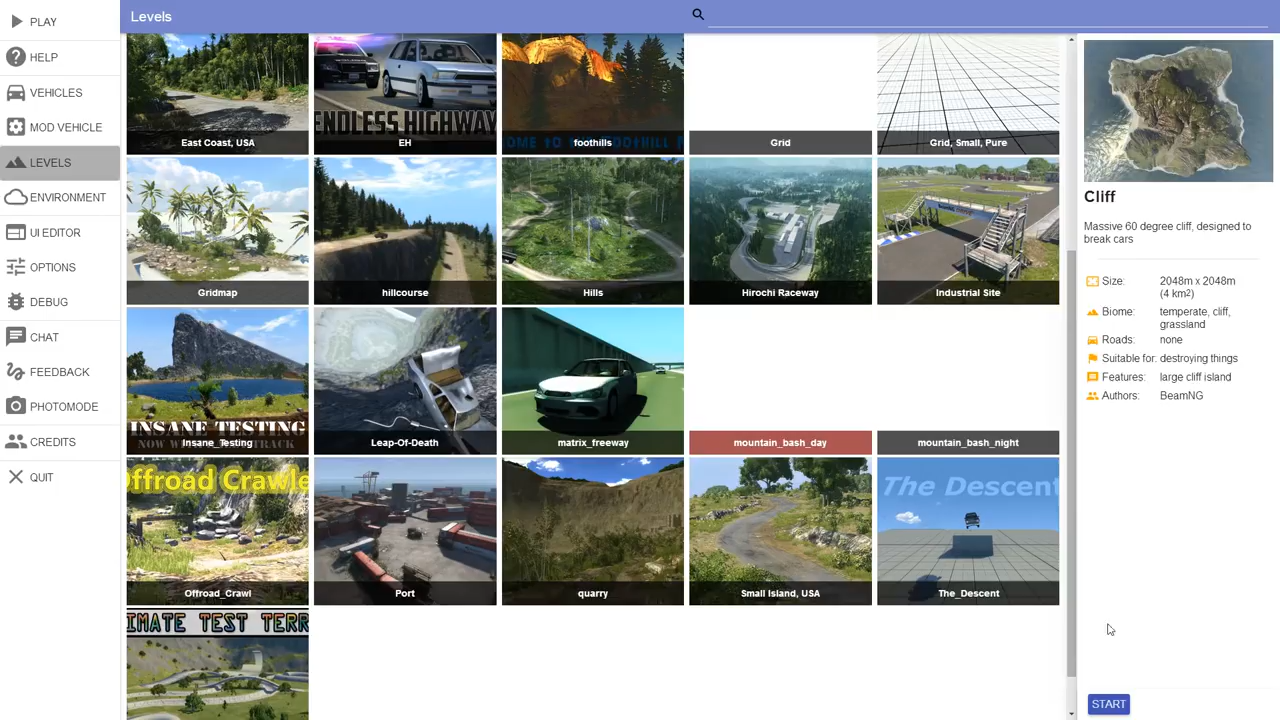 PLAY
HELP
VEHICLES
MOD VEHICLE
LEVELS
ENVIRONMENT
UI EDITOR
OPTIONS
DEBUG
CHAT
FEEDBACK
PHOTOMODE
CREDITS
QUIT
Levels
East Coast, USA
ENDLESS HIGHWAY
EH
foothills
Grid
Grid, Small, Pure
Gridmap
hillcourse
Hills
Hirochi Raceway
Industrial Site
INSANE TESTING
Insane_Testing
Leap-Of-Death
matrix_freeway
mountain_bash_day
mountain_bash_night
Offroad Crawle
Offroad_Crawl
Port
quarry
Small Island, USA
The Descent
The_Descent
IMATE TEST TERR
Cliff
Massive 60 degree cliff, designed to
break cars
Size: 2048m x 2048m
(4 km²)
Biome: temperate, cliff,
grassland
Roads: none
Suitable for: destroying things
Features: large cliff island
Authors: BeamNG
START